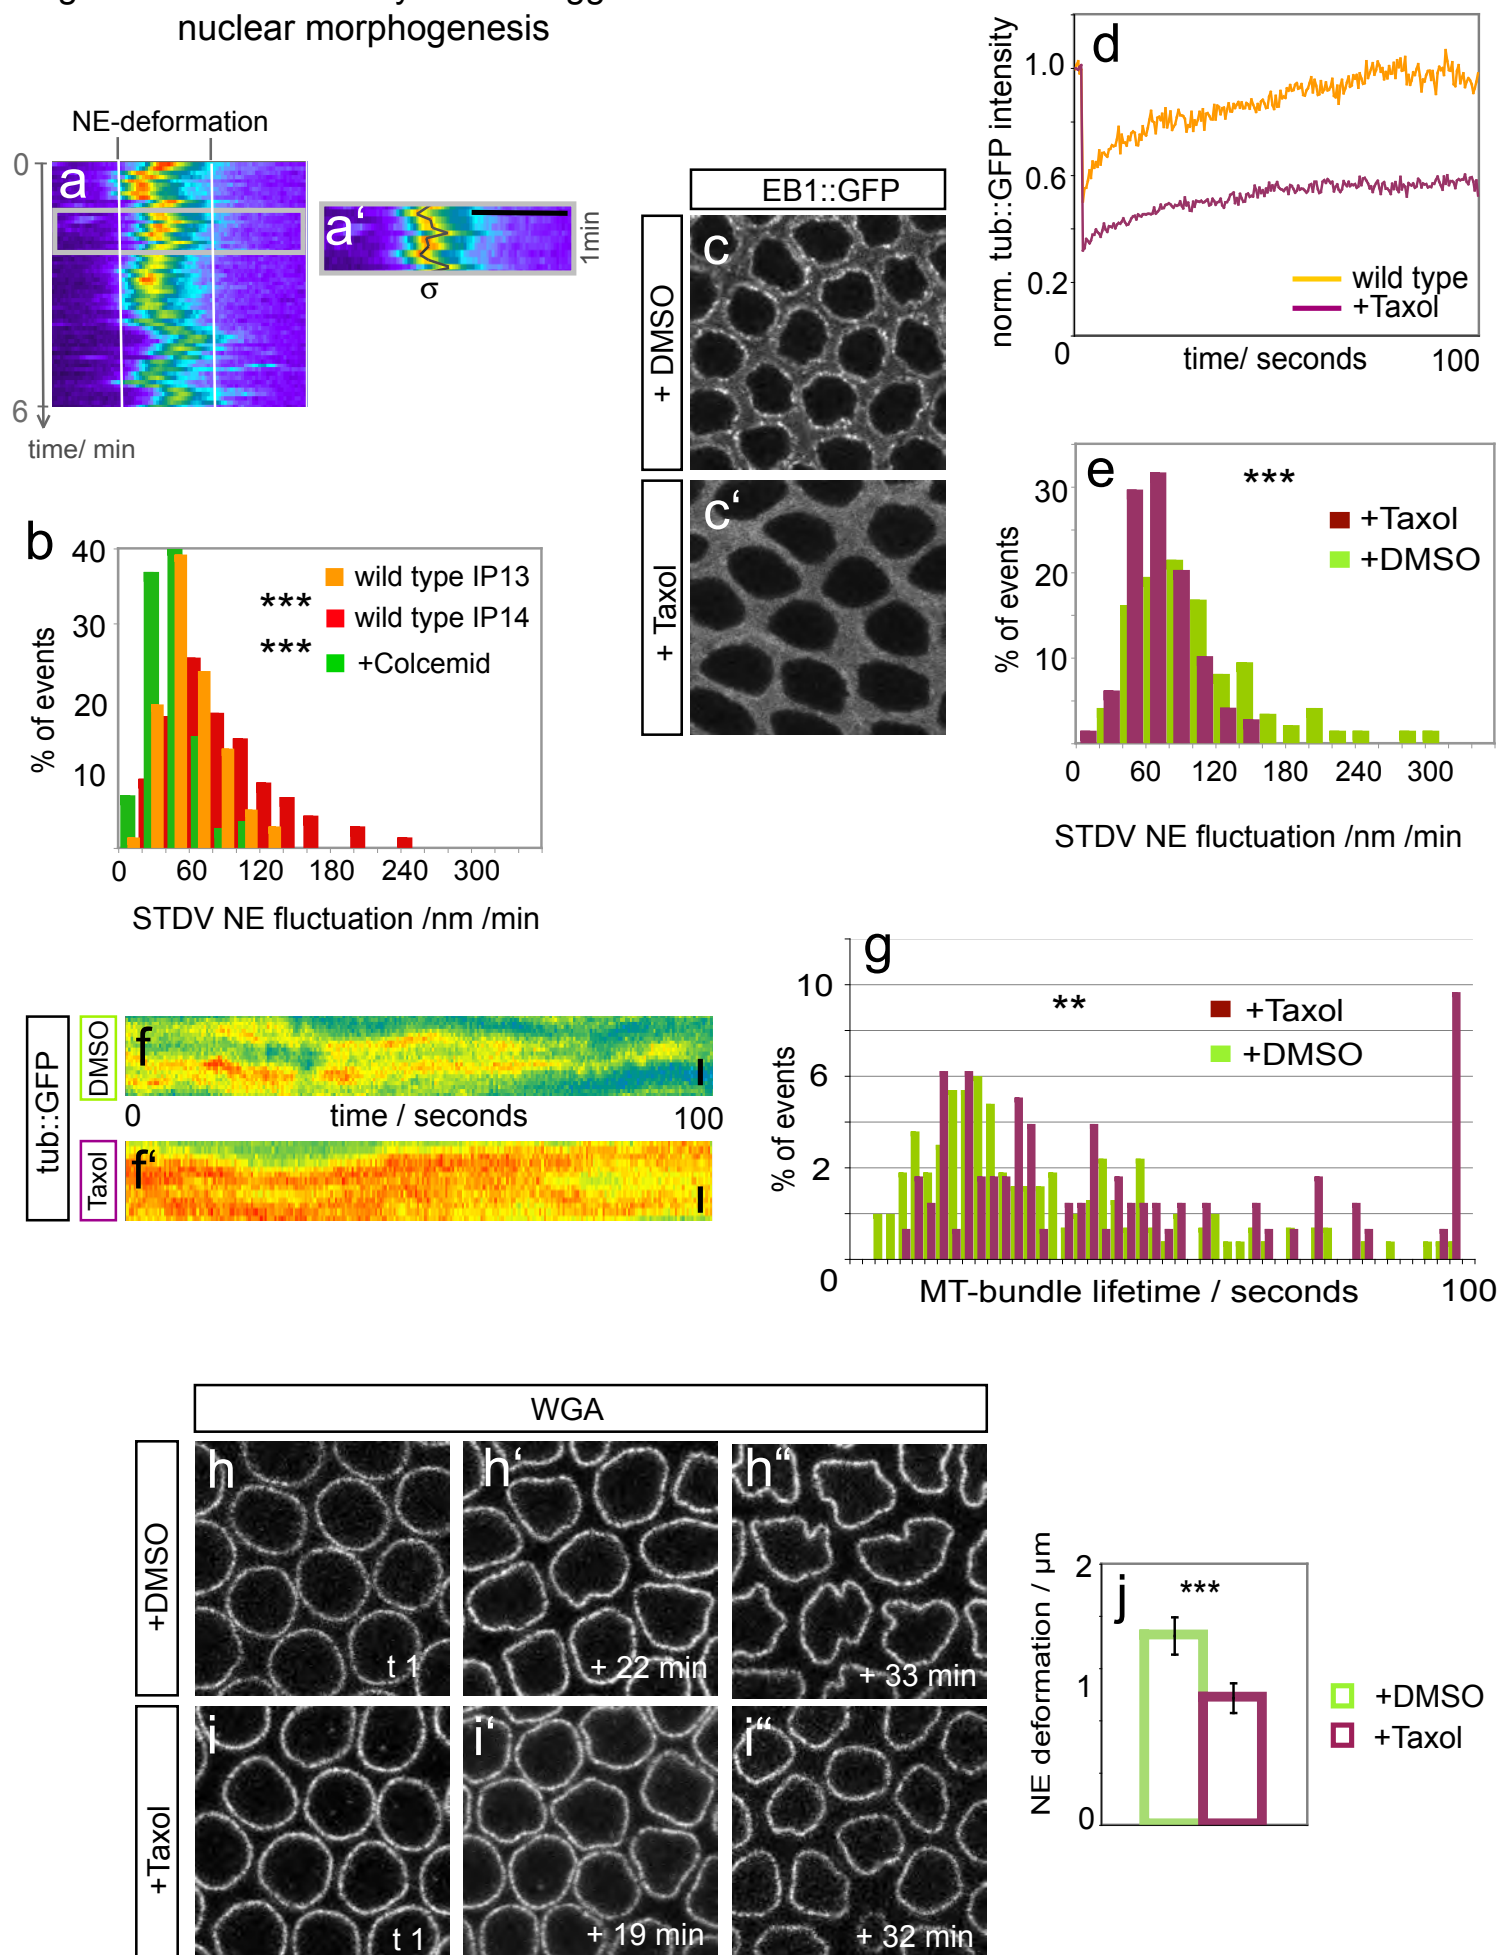 nuclear morphogenesis
NE-deformation
0
a
6
time/ min
a'
1min
σ
EB1::GFP
+ DMSO
c
+ Taxol
c'
d
norm. tub::GFP intensity
1.0
0.6
0.2
wild type
+Taxol
0
time/ seconds
100
b
% of events
40
30
20
10
***
***
wild type IP13
wild type IP14
+Colcemid
0 60 120 180 240 300
STDV NE fluctuation /nm /min
e
% of events
30
20
10
***
+Taxol
+DMSO
0 60 120 180 240 300
STDV NE fluctuation /nm /min
tub::GFP
DMSO
f
0 time / seconds 100
Taxol
f'
g
% of events
10
6
2
**
+Taxol
+DMSO
0
MT-bundle lifetime / seconds
100
WGA
+DMSO
h
t 1
h'
+ 22 min
h"
+ 33 min
+Taxol
i
t 1
i'
+ 19 min
i"
+ 32 min
j
NE deformation / µm
2
1
0
***
+DMSO
+Taxol